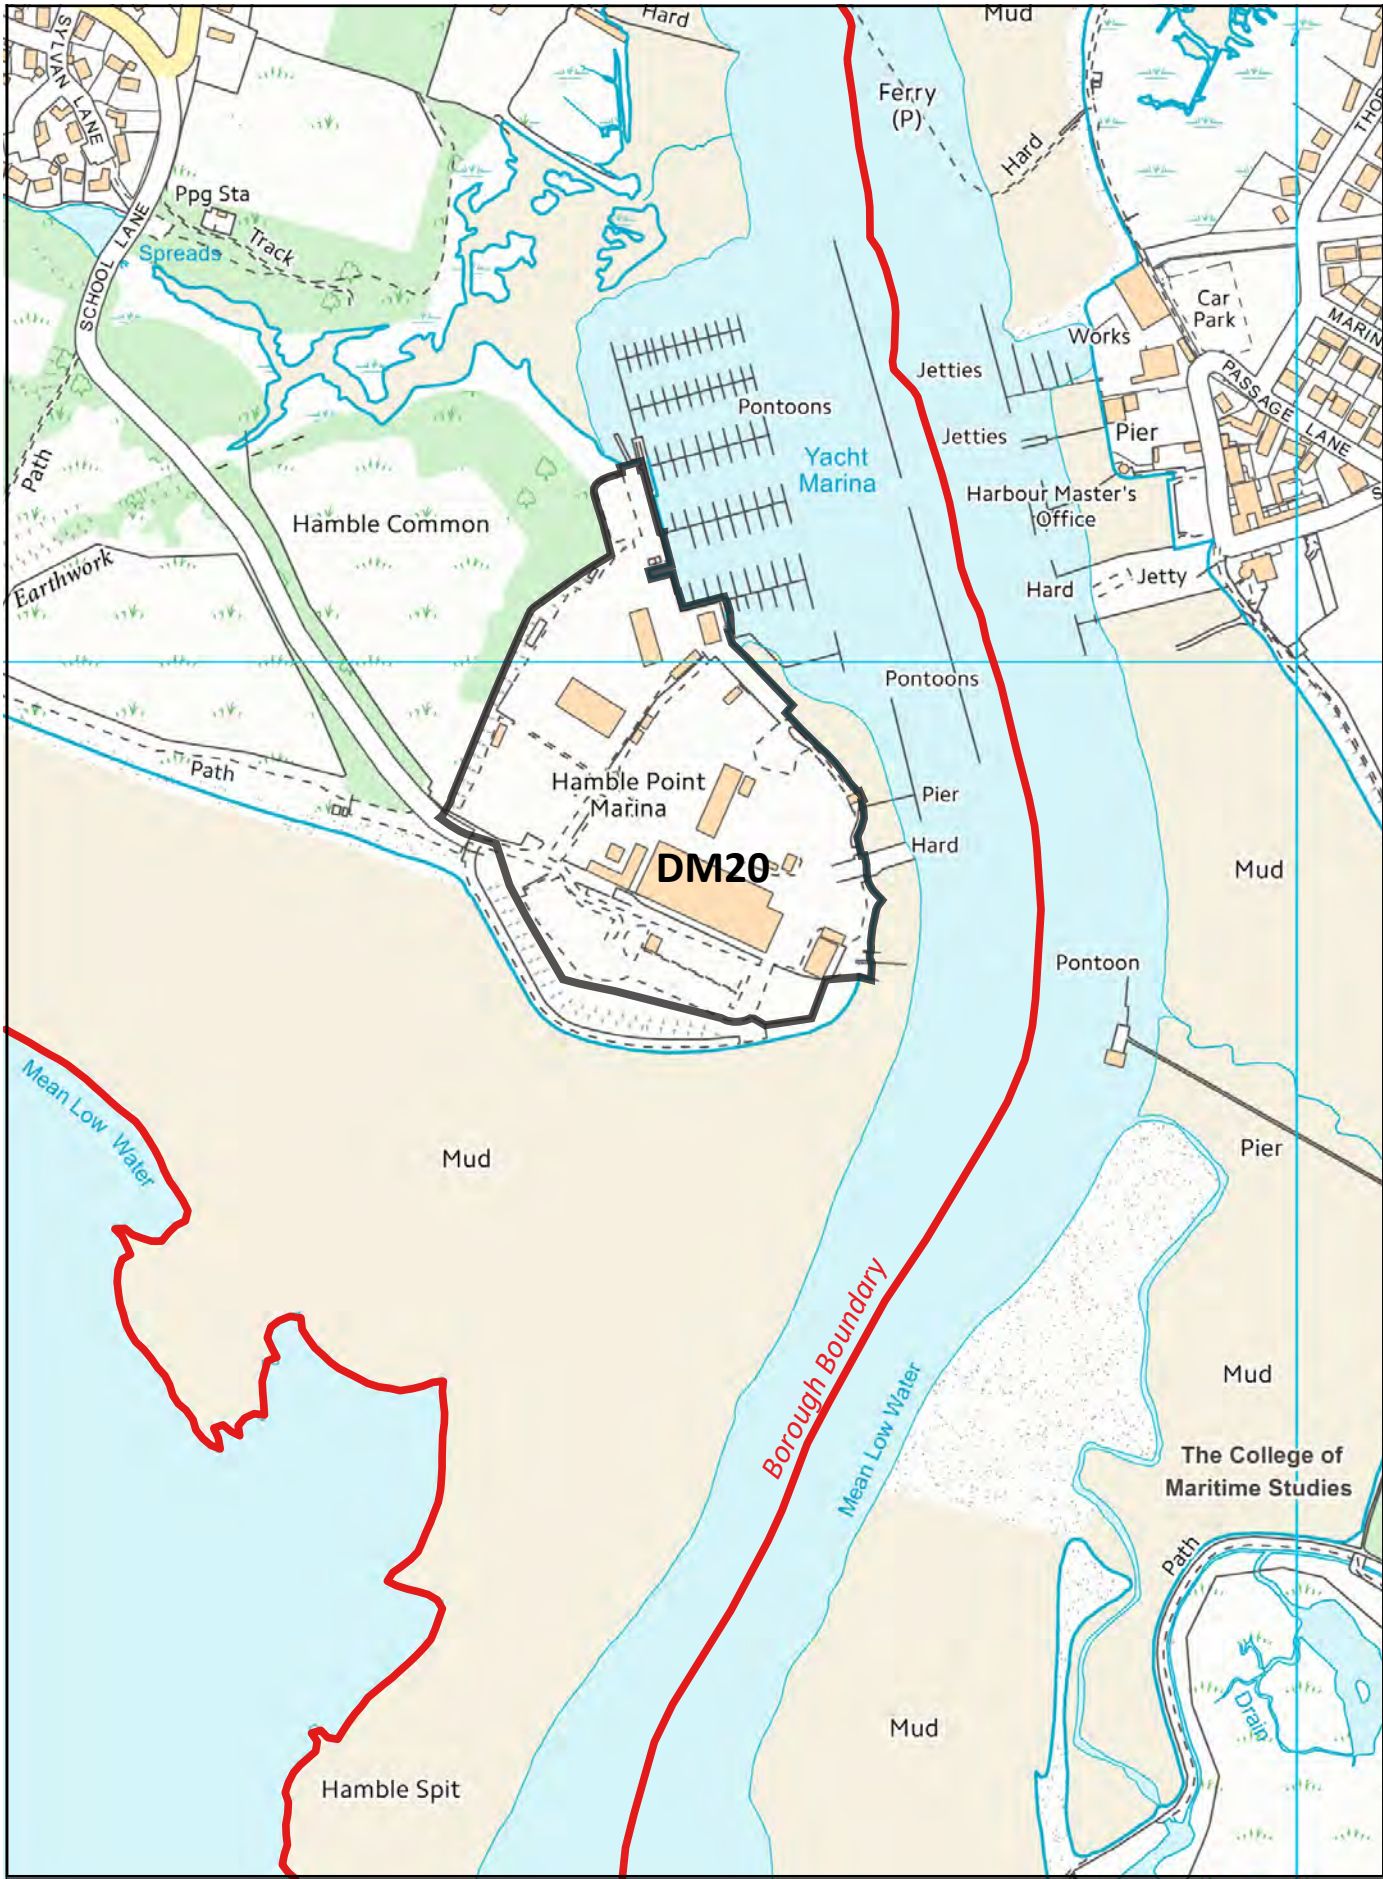 Hard
Mud
SYLVAN LANE
Ferry
(P)
Hard
Ppg Sta
Track
Spreads
SCHOOL LANE
Car
Park
Works
Jetties
PASSAGE LANE
Pontoons
Jetties
Pier
Yacht
Marina
Path
Harbour Master's
Office
Hamble Common
Earthwork
Hard
Jetty
Pontoons
Path
Hamble Point
Marina
Pier
Hard
DM20
Mud
Pontoon
Mean Low Water
Mud
Pier
Borough Boundary
Mean Low Water
Mud
The College of
Maritime Studies
Path
Drain
Mud
Hamble Spit